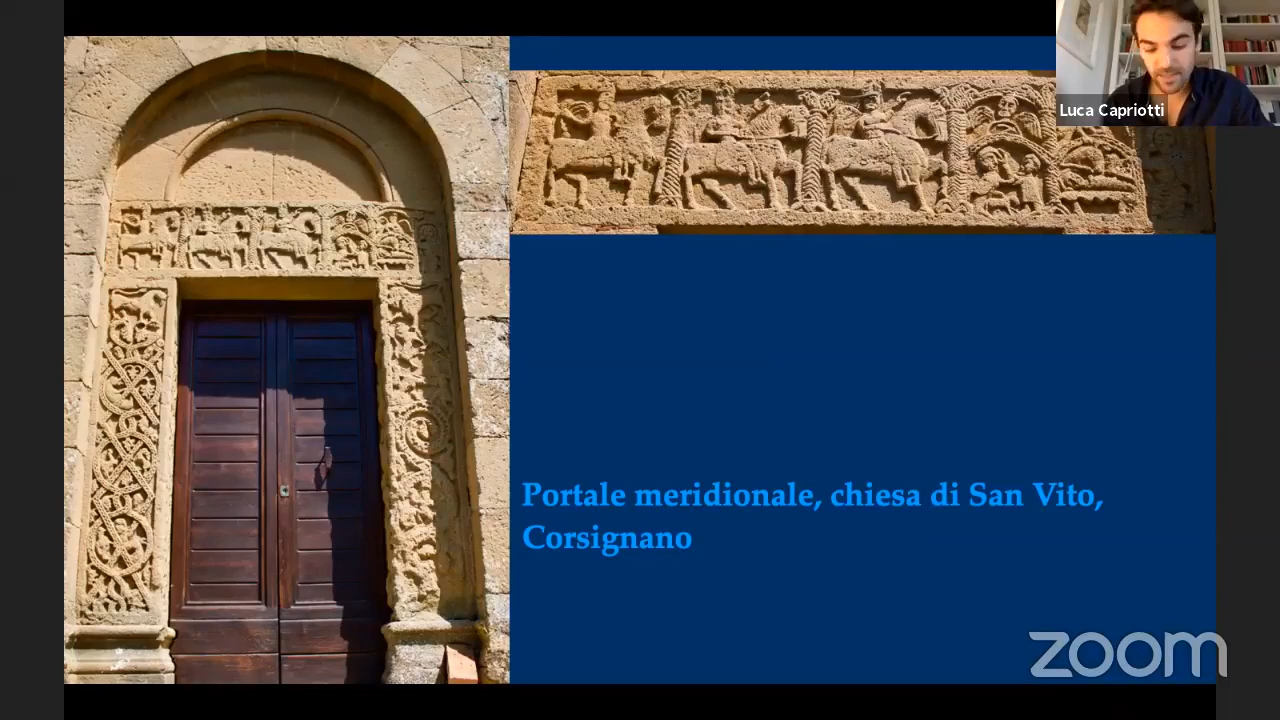 Luca Capriotti
Portale meridionale, chiesa di San Vito,
Corsignano
zoom